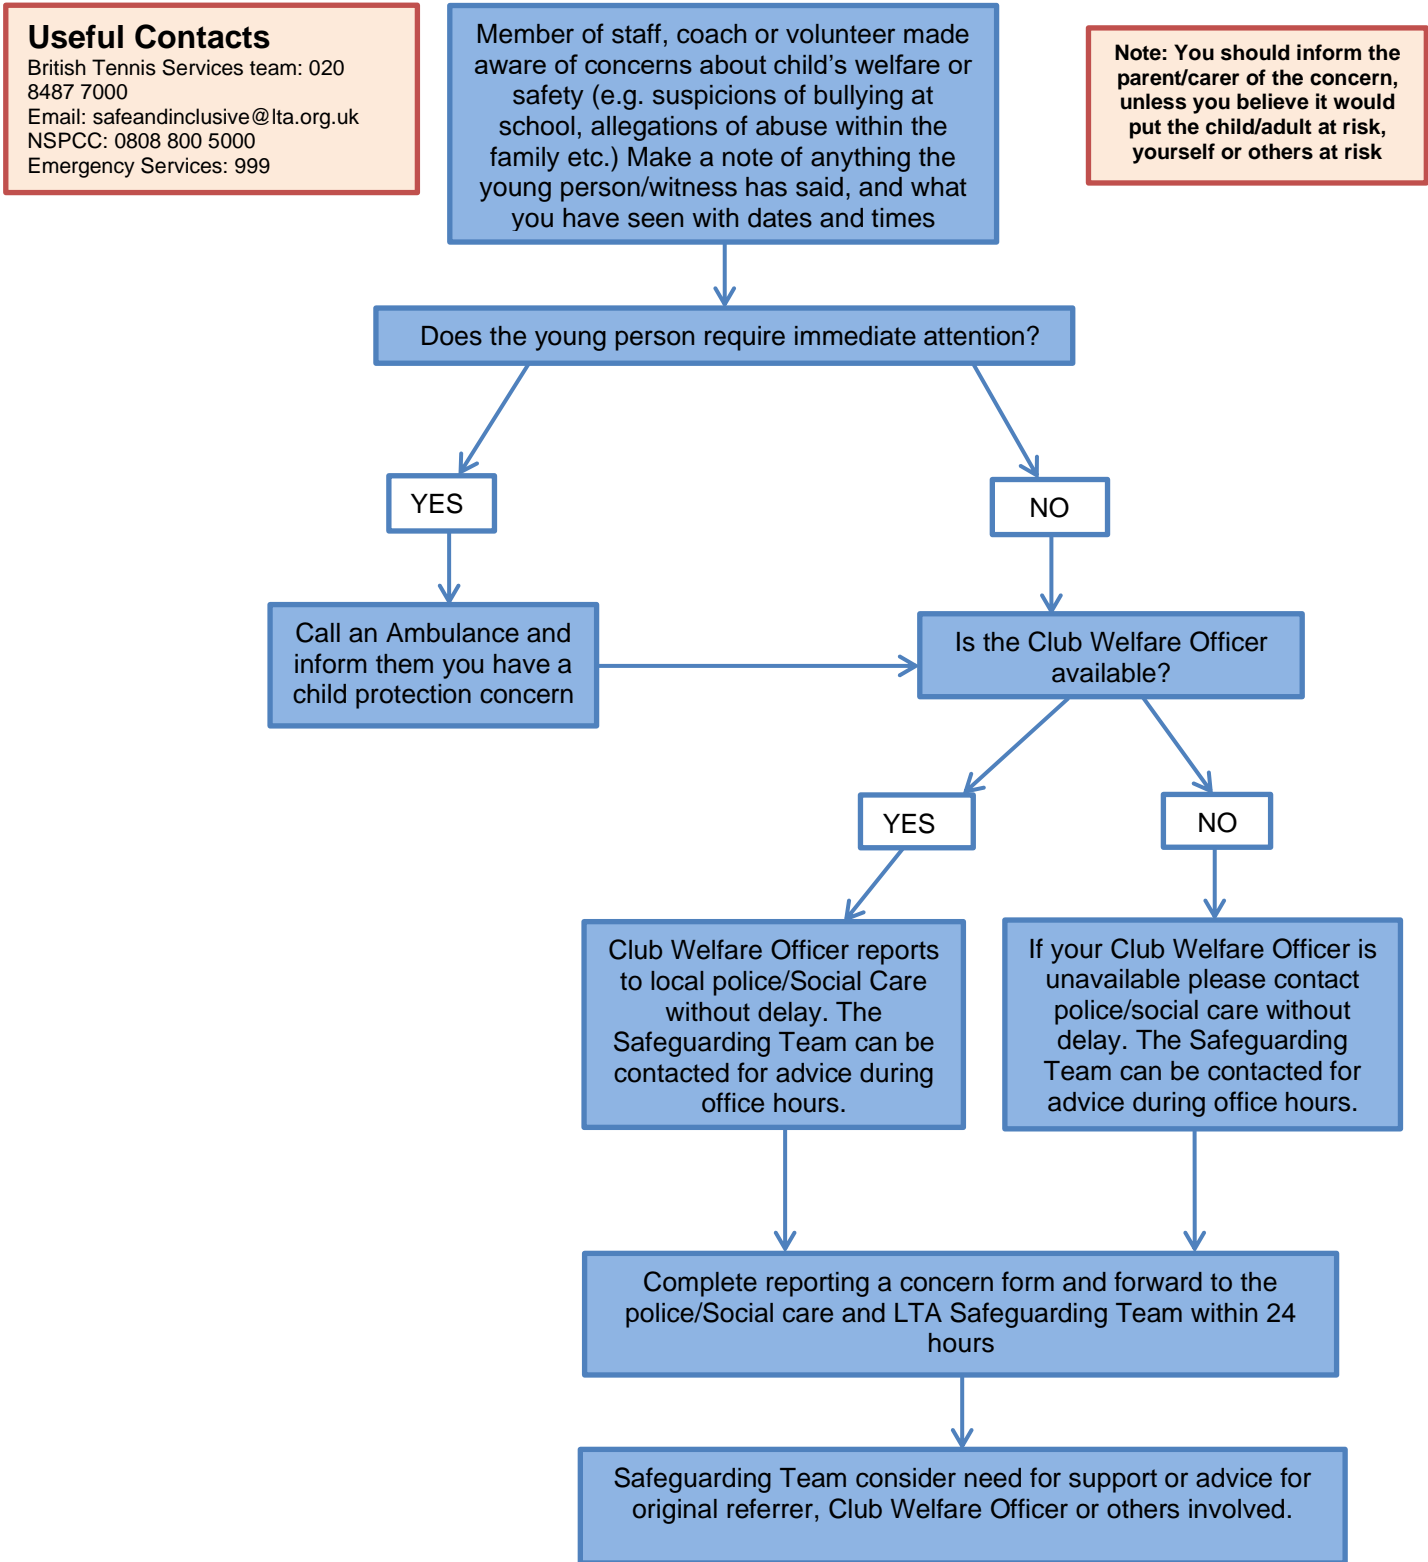 Useful Contacts
British Tennis Services team: 020
8487 7000
Email: safeandinclusive@lta.org.uk
NSPCC: 0808 800 5000
Emergency Services: 999
Member of staff, coach or volunteer made
aware of concerns about child's welfare or
safety (e.g. suspicions of bullying at
school, allegations of abuse within the
family etc.) Make a note of anything the
young person/witness has said, and what
you have seen with dates and times
Note: You should inform the
parent/carer of the concern,
unless you believe it would
put the child/adult at risk,
yourself or others at risk
Does the young person require immediate attention?
YES
NO
Call an Ambulance and
inform them you have a
child protection concern
Is the Club Welfare Officer
available?
YES
NO
Club Welfare Officer reports
to local police/Social Care
without delay. The
Safeguarding Team can be
contacted for advice during
office hours.
If your Club Welfare Officer is
unavailable please contact
police/social care without
delay. The Safeguarding
Team can be contacted for
advice during office hours.
Complete reporting a concern form and forward to the
police/Social care and LTA Safeguarding Team within 24
hours
Safeguarding Team consider need for support or advice for
original referrer, Club Welfare Officer or others involved.